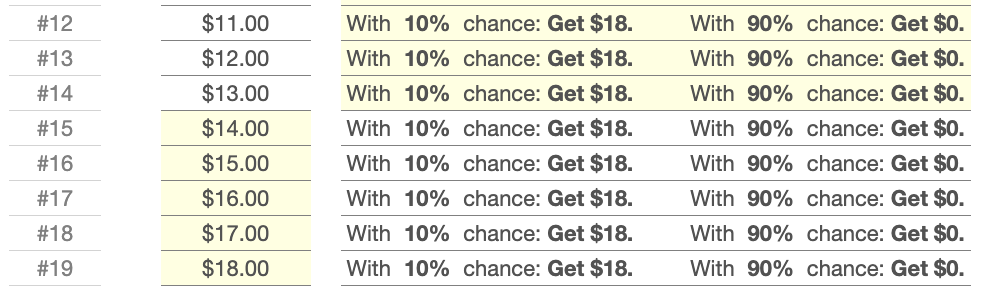 #12 $11.00 With 10% chance: Get $18. With 90% chance: Get $0.
#13 $12.00 With 10% chance: Get $18. With 90% chance: Get $0.
#14 $13.00 With 10% chance: Get $18. With 90% chance: Get $0.
#15 $14.00 With 10% chance: Get $18. With 90% chance: Get $0.
#16 $15.00 With 10% chance: Get $18. With 90% chance: Get $0.
#17 $16.00 With 10% chance: Get $18. With 90% chance: Get $0.
#18 $17.00 With 10% chance: Get $18. With 90% chance: Get $0.
#19 $18.00 With 10% chance: Get $18. With 90% chance: Get $0.